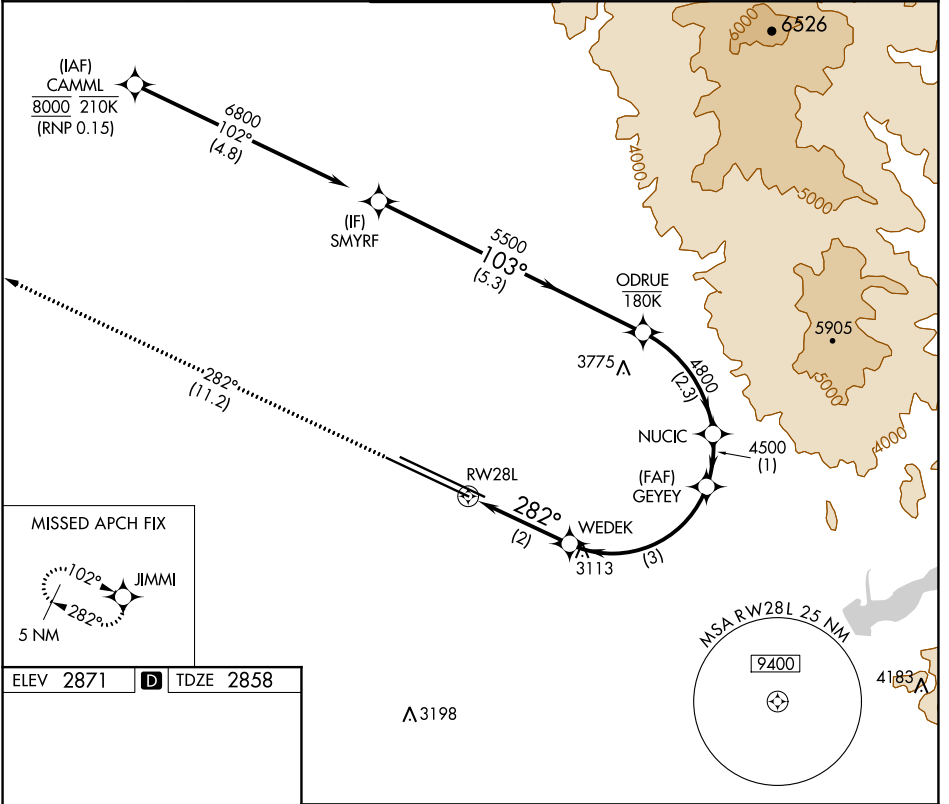 6000
6526
(IAF)
CAMML
8000 210K
(RNP 0.15)
6800
102°
(4.8)
4000
5000
(IF)
SMYRF
5500
103°
(5.3)
ODRUE
180K
5905
3775
4800
(2.3)
5000
282°
(11.2)
NUCIC
4500
(1)
4000
RW28L
(FAF)
GEYEY
282°
(2)
WEDEK
3113
(3)
MISSED APCH FIX
102°
JIMMI
282°
5 NM
MSA RW28L 25 NM
9400
4183
ELEV 2871 D TDZE 2858
3198